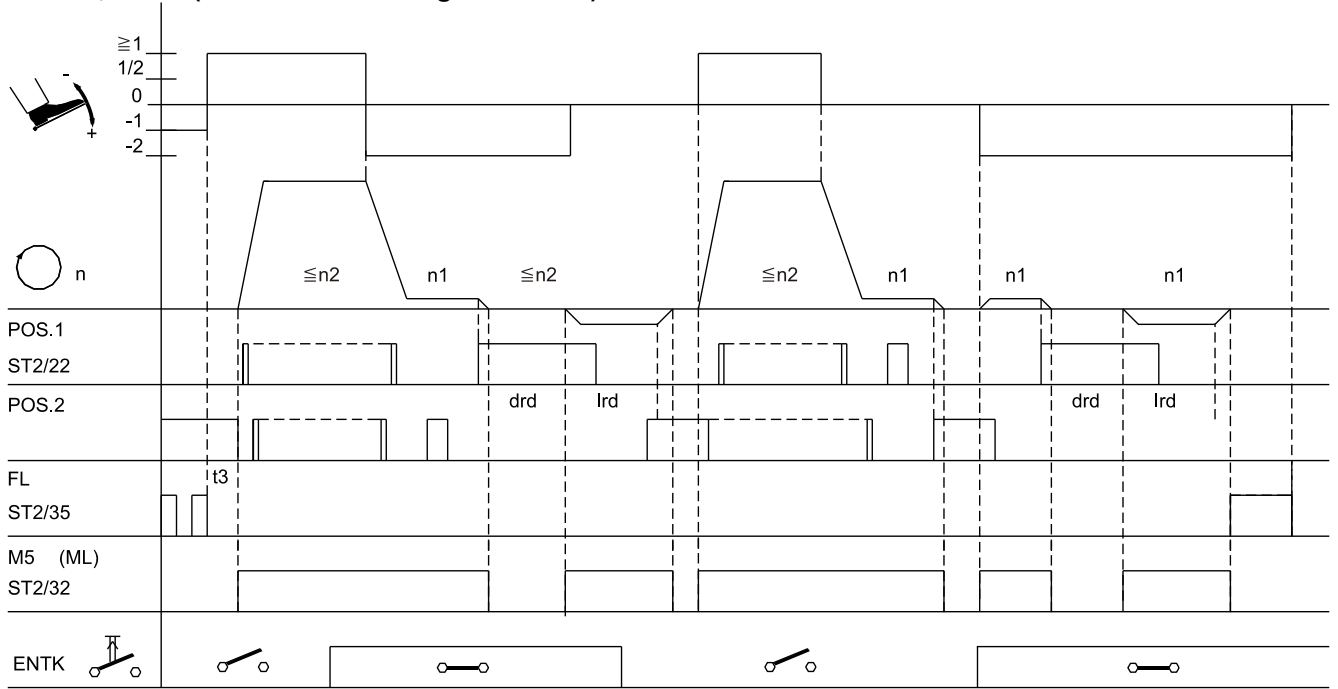 ≧1
1/2
0
-1
-2
-
+
n
≦n2
n1
≦n2
≦n2
n1
n1
n1
POS.1
ST2/22
POS.2
drd
lrd
drd
lrd
FL
t3
ST2/35
M5 (ML)
ST2/32
ENTK